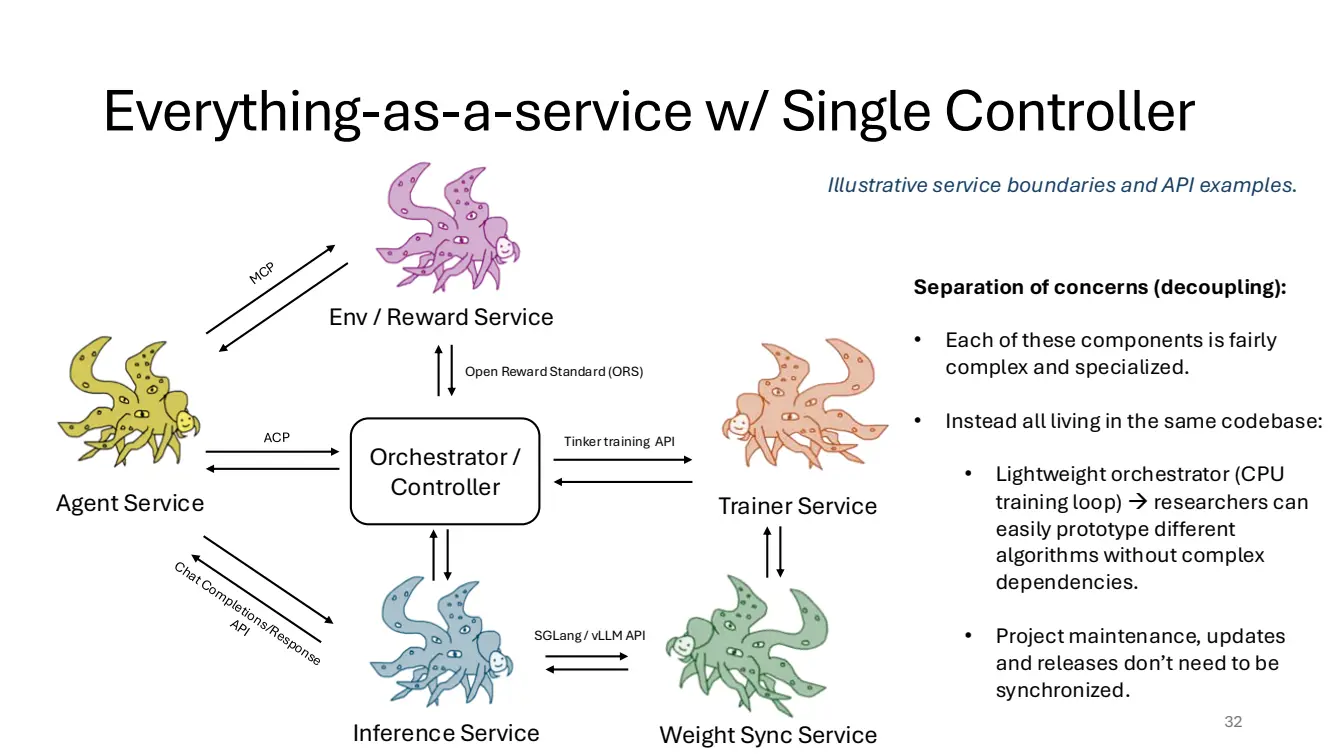 Everything-as-a-service w/ Single Controller
Illustrative service boundaries and API examples.
MCP
Env / Reward Service
Open Reward Standard (ORS)
Agent Service
ACP
Orchestrator /
Controller
Tinker training API
Trainer Service
Chat Completions/Response
API
Inference Service
SGLang / vLLM API
Weight Sync Service
Separation of concerns (decoupling):
• Each of these components is fairly
complex and specialized.
• Instead all living in the same codebase:
• Lightweight orchestrator (CPU
training loop) → researchers can
easily prototype different
algorithms without complex
dependencies.
• Project maintenance, updates
and releases don’t need to be
synchronized.
32